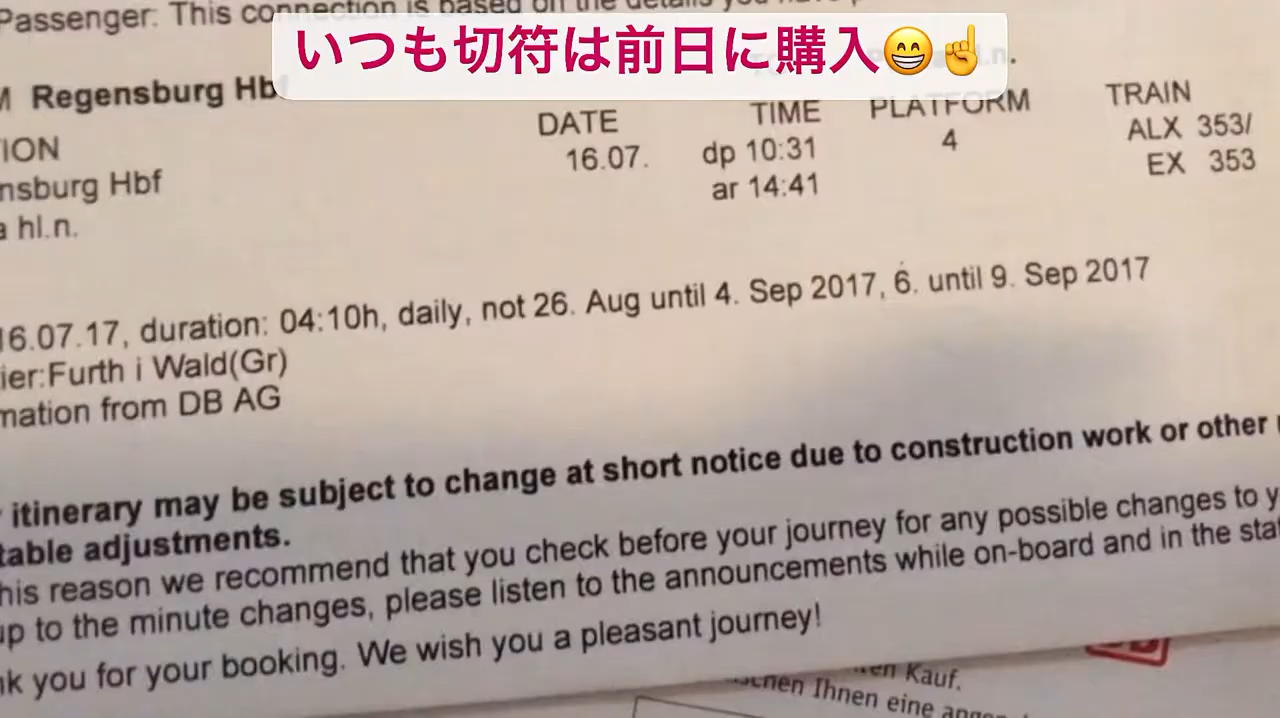 Passenger: This connection is based on the details you have
いつも切符は前日に購入😁☝️
Regensburg Hbf
DATE TIME PLATFORM TRAIN
16.07. dp 10:31 4 ALX 353/
nsburg Hbf ar 14:41 EX 353
hl.n.
16.07.17, duration: 04:10h, daily, not 26. Aug until 4. Sep 2017, 6. until 9. Sep 2017
ier:Furth i Wald(Gr)
mation from DB AG
itinerary may be subject to change at short notice due to construction work or other
table adjustments.
his reason we recommend that you check before your journey for any possible changes to
up to the minute changes, please listen to the announcements while on-board and in the
nk you for your booking. We wish you a pleasant journey!
Kauf.
Ihnen eine